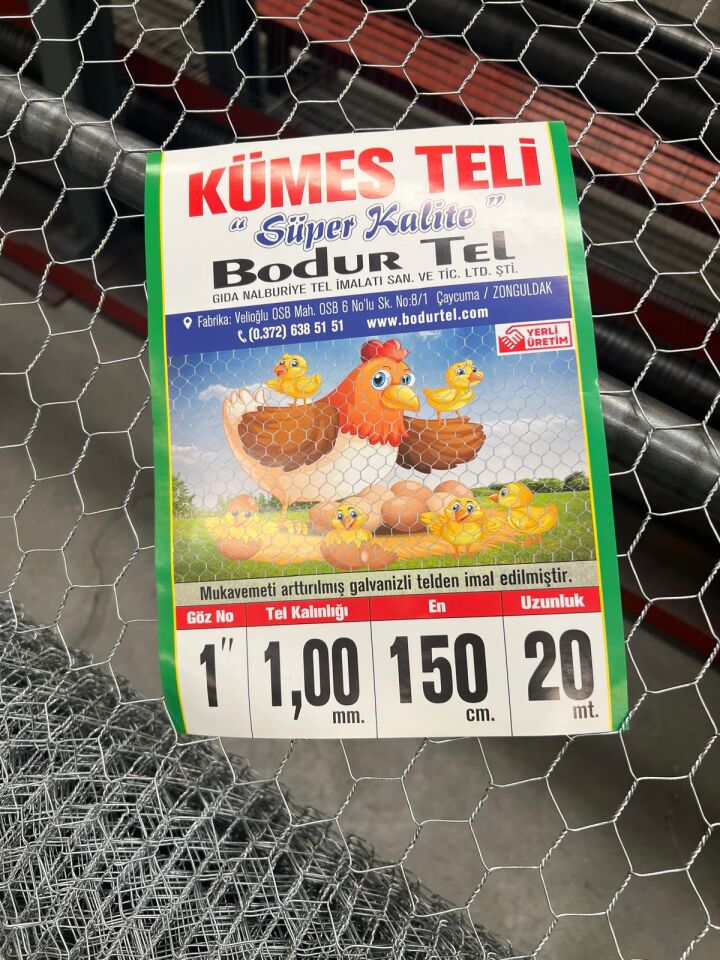 KÜMES TELİ
“ Süper Kalite ”
Bodur Tel
GIDA NALBURİYE TEL İMALATI SAN. VE TİC. LTD. ŞTİ.
Fabrika: Velioğlu OSB Mah. OSB 6 No'lu Sk. No:8/1 Çaycuma / ZONGULDAK
(0.372) 638 51 51 www.bodurtel.com
YERLİ
ÜRETİM
Mukavemeti arttırılmış galvanizli telden imal edilmiştir.
Göz No Tel Kalınlığı En Uzunluk
1" 1,00 mm. 150 cm. 20 mt.